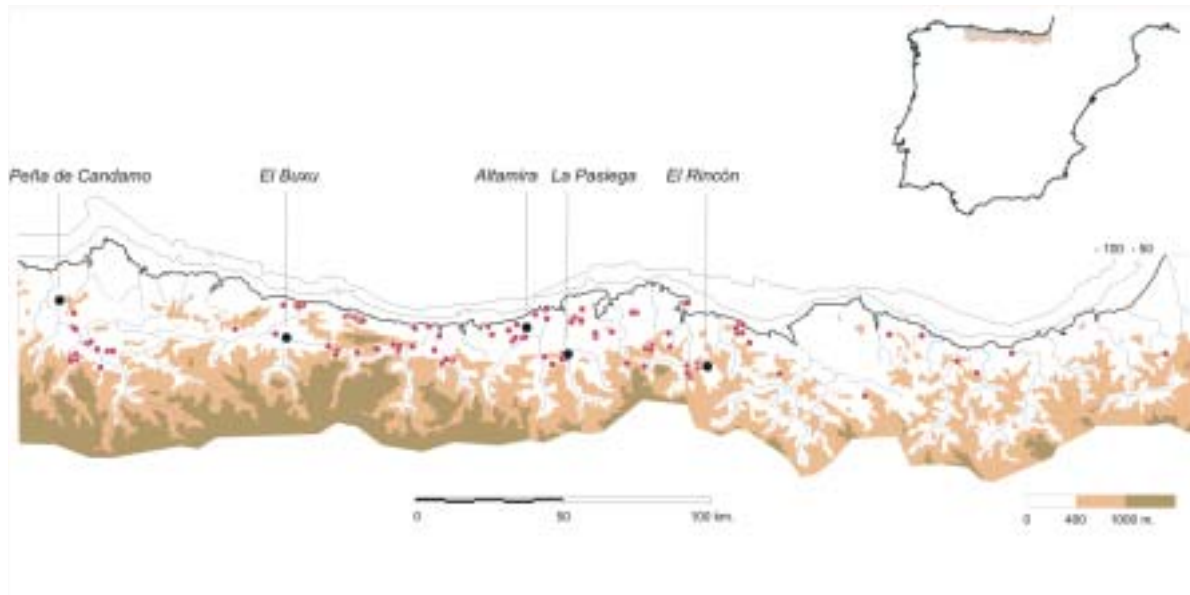 Peña de Candamo El Buxu Altamira La Pasiega El Rincón
- 100 - 50
0 50 100 km.
0 400 1000 m.